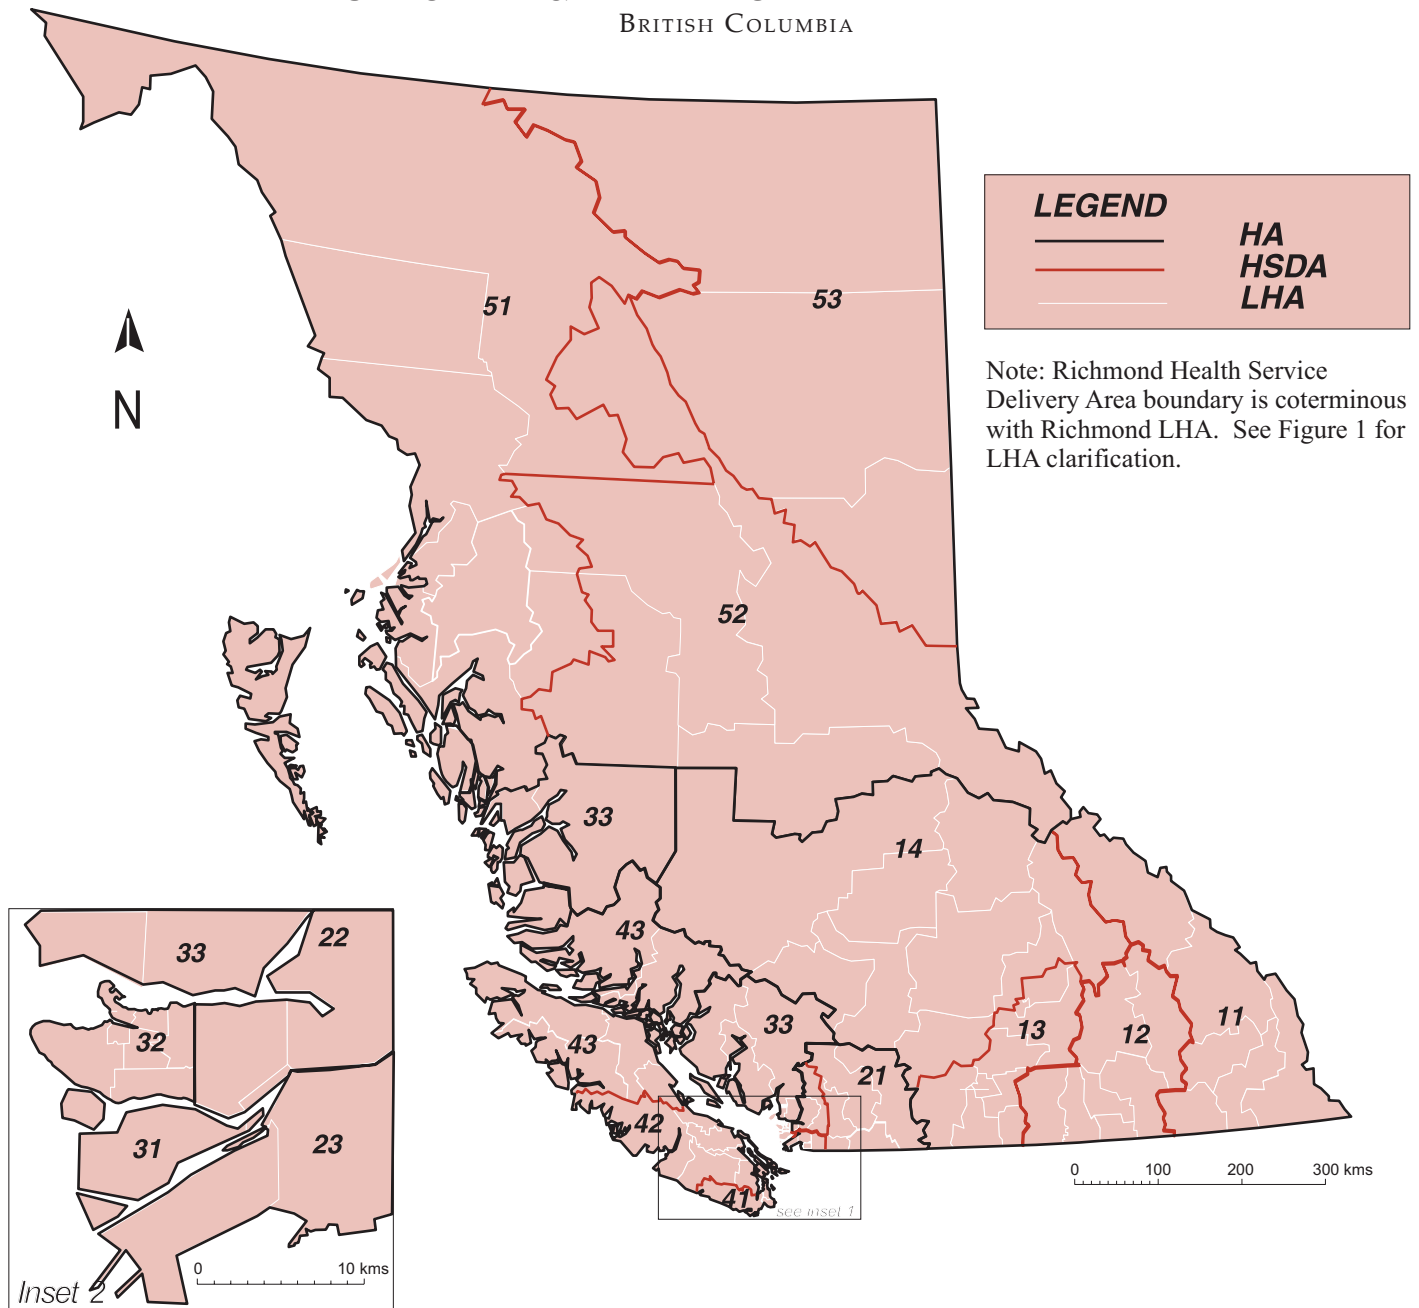 BRITISH COLUMBIA
LEGEND
HA
HSDA
LHA
Note: Richmond Health Service
Delivery Area boundary is coterminous
with Richmond LHA. See Figure 1 for
LHA clarification.
N
51
53
52
33
14
43
33
43
13
12
11
21
42
41
see inset 1
0 100 200 300 kms
33
22
32
31
23
0 10 kms
Inset 2